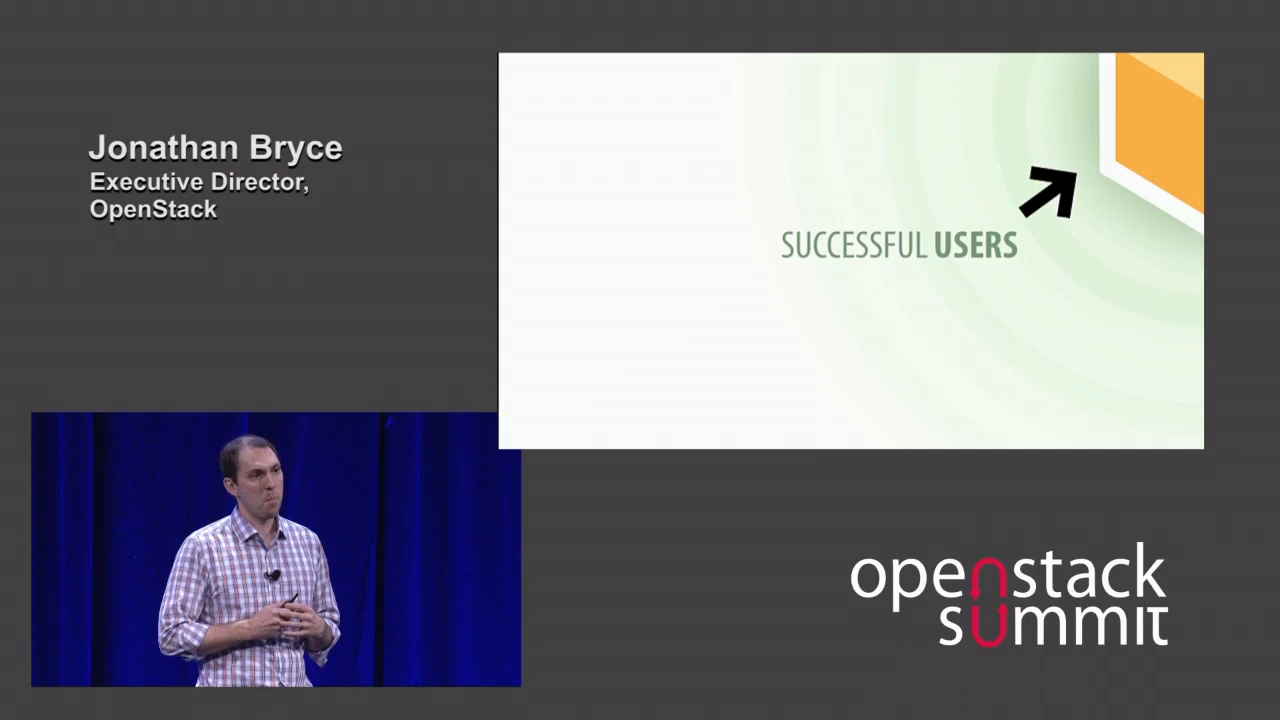 Jonathan Bryce
Executive Director,
OpenStack
SUCCESSFUL USERS
openstack
summit